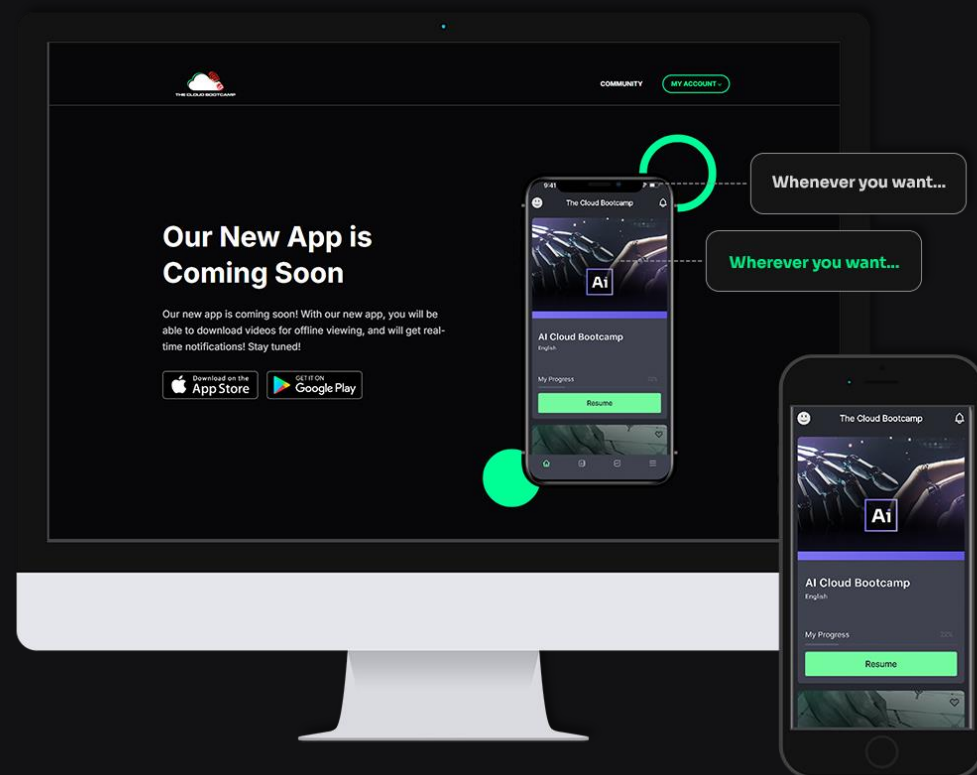 THE CLOUD BOOTCAMP
COMMUNITY
MY ACCOUNT
Our New App is
Coming Soon
Our new app is coming soon! With our new app, you will be
able to download videos for offline viewing, and will get real-
time notifications! Stay tuned!
Download on the
App Store
GET IT ON
Google Play
9:41
The Cloud Bootcamp
Ai
AI Cloud Bootcamp
English
My Progress
Resume
Whenever you want...
Wherever you want...
The Cloud Bootcamp
Ai
AI Cloud Bootcamp
English
My Progress
Resume